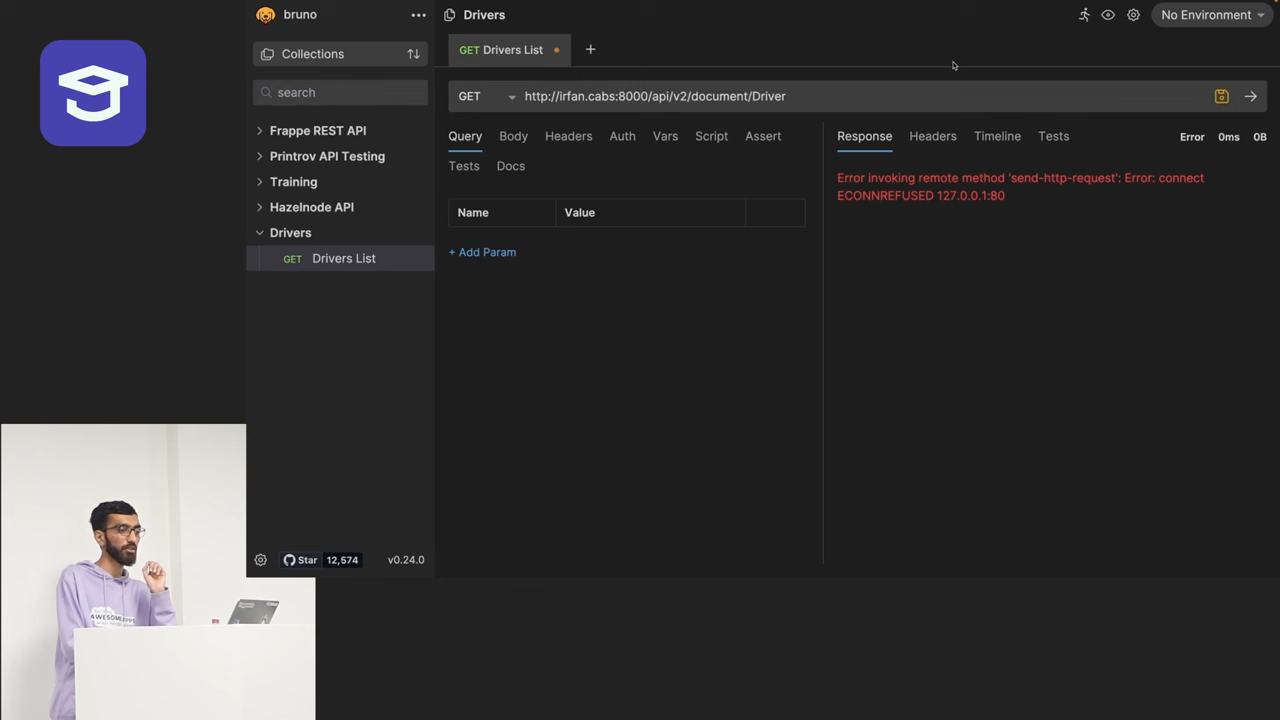 bruno
Drivers
No Environment
Collections
GET Drivers List
search
GET
http://irfan.cabs:8000/api/v2/document/Driver
Frappe REST API
Printrov API Testing
Training
Hazelnode API
Drivers
GET Drivers List
Query Body Headers Auth Vars Script Assert
Tests Docs
Name Value
+ Add Param
Response Headers Timeline Tests
Error 0ms 0B
Error invoking remote method 'send-http-request': Error: connect
ECONNREFUSED 127.0.0.1:80
Star 12,574
v0.24.0